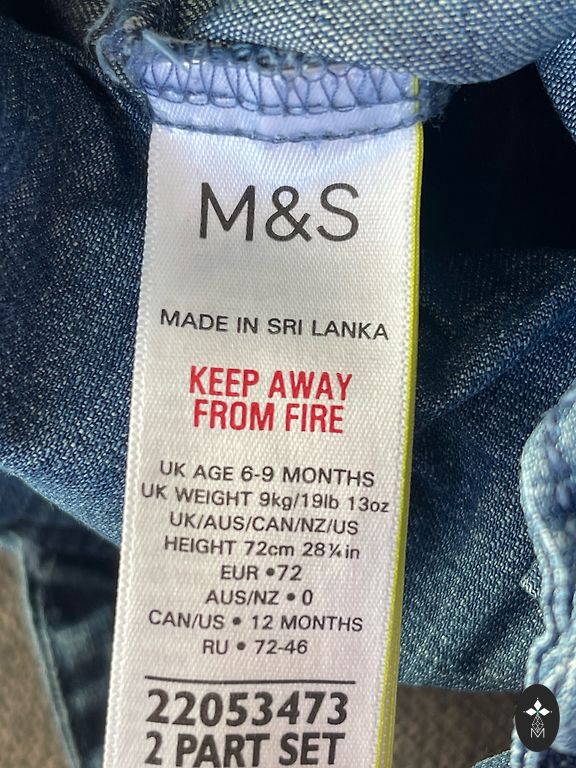 M&S
MADE IN SRI LANKA
KEEP AWAY
FROM FIRE
UK AGE 6-9 MONTHS
UK WEIGHT 9kg/19lb 13oz
UK/AUS/CAN/NZ/US
HEIGHT 72cm 28¼in
EUR •72
AUS/NZ • 0
CAN/US • 12 MONTHS
RU • 72-46
22053473
2 PART SET
M